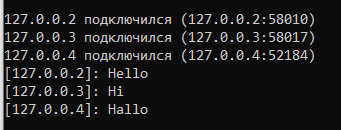 127.0.0.2 подключился (127.0.0.2:58010)
127.0.0.3 подключился (127.0.0.3:58017)
127.0.0.4 подключился (127.0.0.4:52184)
[127.0.0.2]: Hello
[127.0.0.3]: Hi
[127.0.0.4]: Hallo